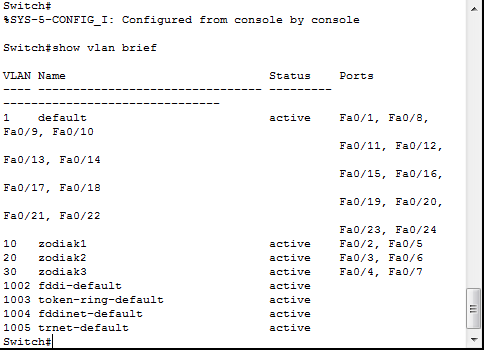 Switch#
%SYS-5-CONFIG_I: Configured from console by console
Switch#show vlan brief
VLAN Name Status Ports
---- -------------------------------- --------- -------------------------------
1 default active Fa0/1, Fa0/8,
Fa0/9, Fa0/10
Fa0/11, Fa0/12,
Fa0/13, Fa0/14
Fa0/15, Fa0/16,
Fa0/17, Fa0/18
Fa0/19, Fa0/20,
Fa0/21, Fa0/22
Fa0/23, Fa0/24
10 zodiak1 active Fa0/2, Fa0/5
20 zodiak2 active Fa0/3, Fa0/6
30 zodiak3 active Fa0/4, Fa0/7
1002 fddi-default active
1003 token-ring-default active
1004 fddinet-default active
1005 trnet-default active
Switch#